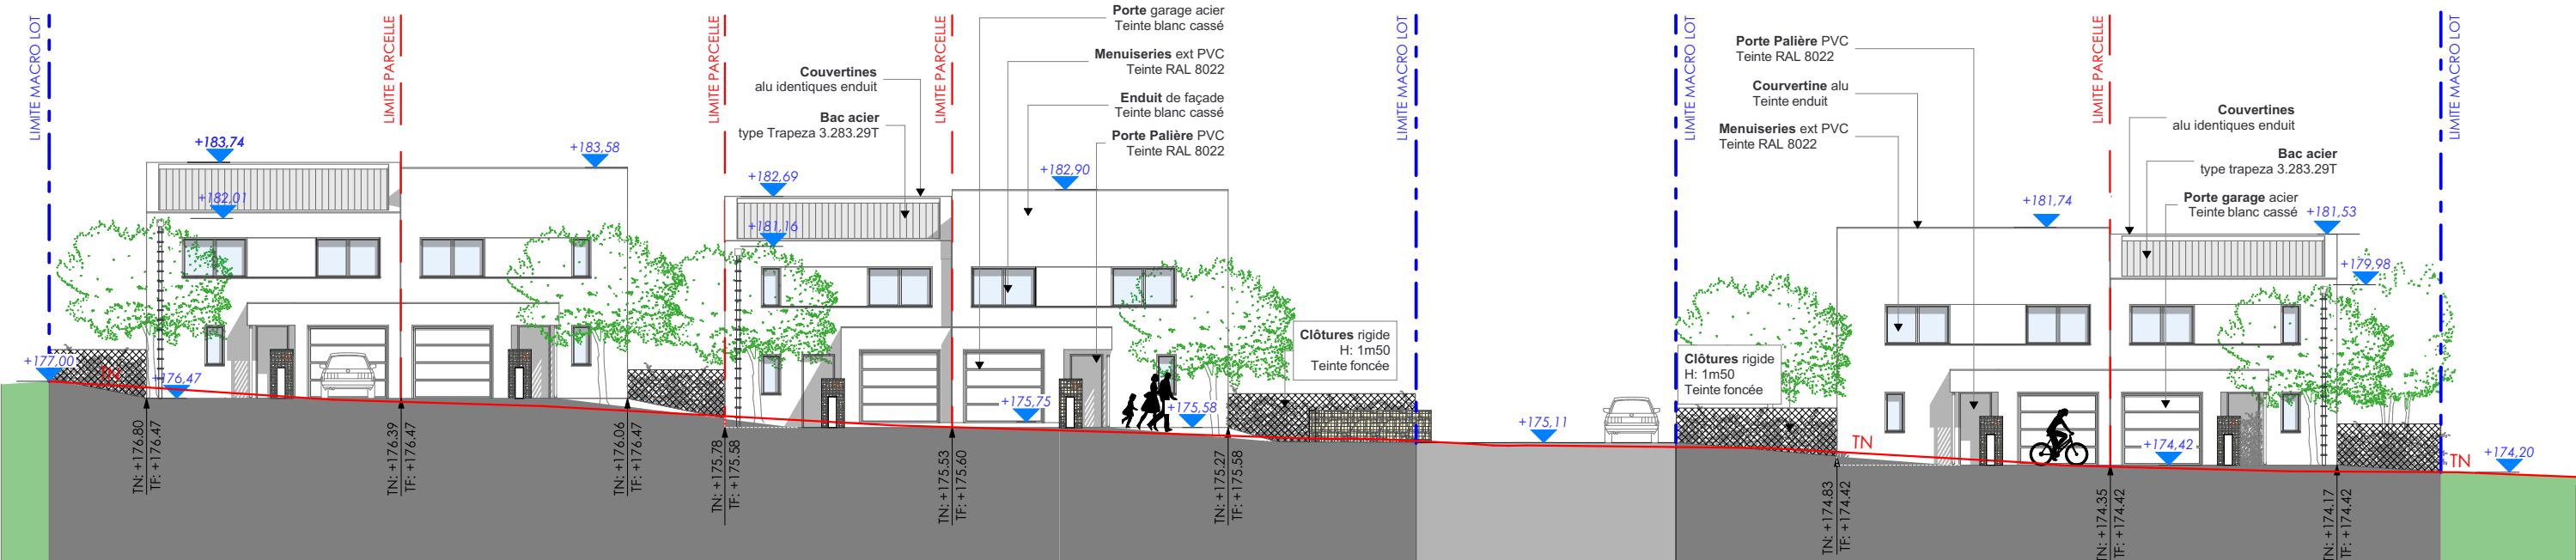 LIMITE MACRO LOT
LIMITE PARCELLE
LIMITE PARCELLE
LIMITE PARCELLE
LIMITE MACRO LOT
LIMITE MACRO LOT
LIMITE PARCELLE
LIMITE MACRO LOT
Porte garage acier
Teinte blanc cassé
Menuiseries ext PVC
Teinte RAL 8022
Couvertines
alu identiques enduit
Enduit de façade
Teinte blanc cassé
Bac acier
type Trapeza 3.283.29T
Porte Palière PVC
Teinte RAL 8022
Porte Palière PVC
Teinte RAL 8022
Courvertine alu
Teinte enduit
Menuiseries ext PVC
Teinte RAL 8022
Couvertines
alu identiques enduit
Bac acier
type trapeza 3.283.29T
Porte garage acier
Teinte blanc cassé
+183,74
+183,58
+182,01
+182,69
+182,90
+181,16
+181,74
+181,53
+179,98
Clôtures rigide
H: 1m50
Teinte foncée
Clôtures rigide
H: 1m50
Teinte foncée
+177,00
TN
+176,47
+175,75
+175,58
+175,11
TN
+174,42
TN
+174,20
TN: +176.80
TF: +176.47
TN: +176.39
TF: +176.47
TN: +176.06
TF: +176.47
TN: +175.78
TF: +175.58
TN: +175.53
TF: +175.60
TN: +175.27
TF: +175.58
TN: +174.83
TF: +174.42
TN: +174.35
TF: +174.42
TN: +174.17
TF: +174.42